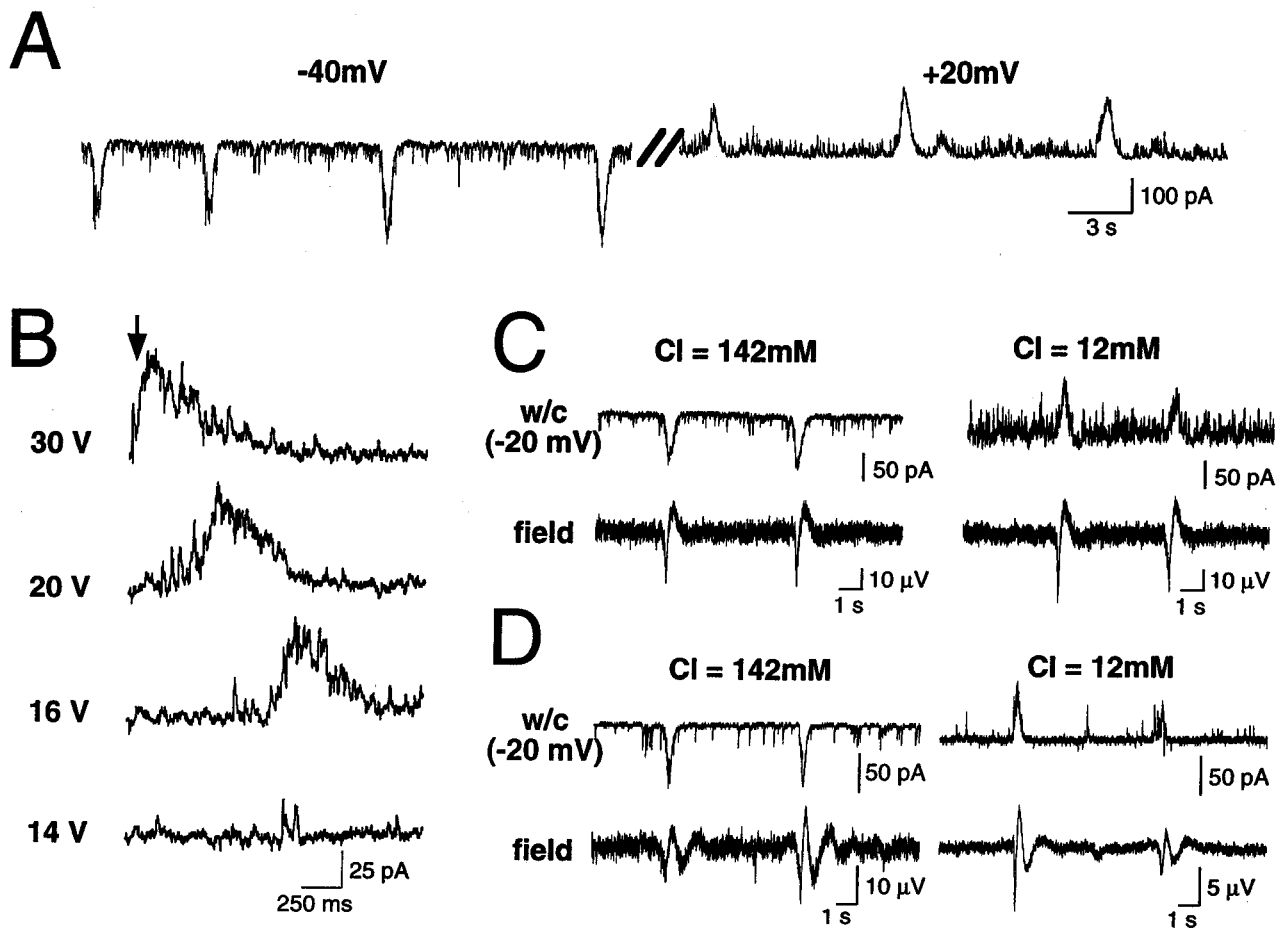 A
-40mV
+20mV
100 pA
3 s
B
30 V
20 V
16 V
14 V
25 pA
250 ms
C
Cl = 142mM
Cl = 12mM
w/c
(-20 mV)
50 pA
50 pA
field
10 µV
1 s
10 µV
1 s
D
Cl = 142mM
Cl = 12mM
w/c
(-20 mV)
50 pA
50 pA
field
10 µV
1 s
5 µV
1 s